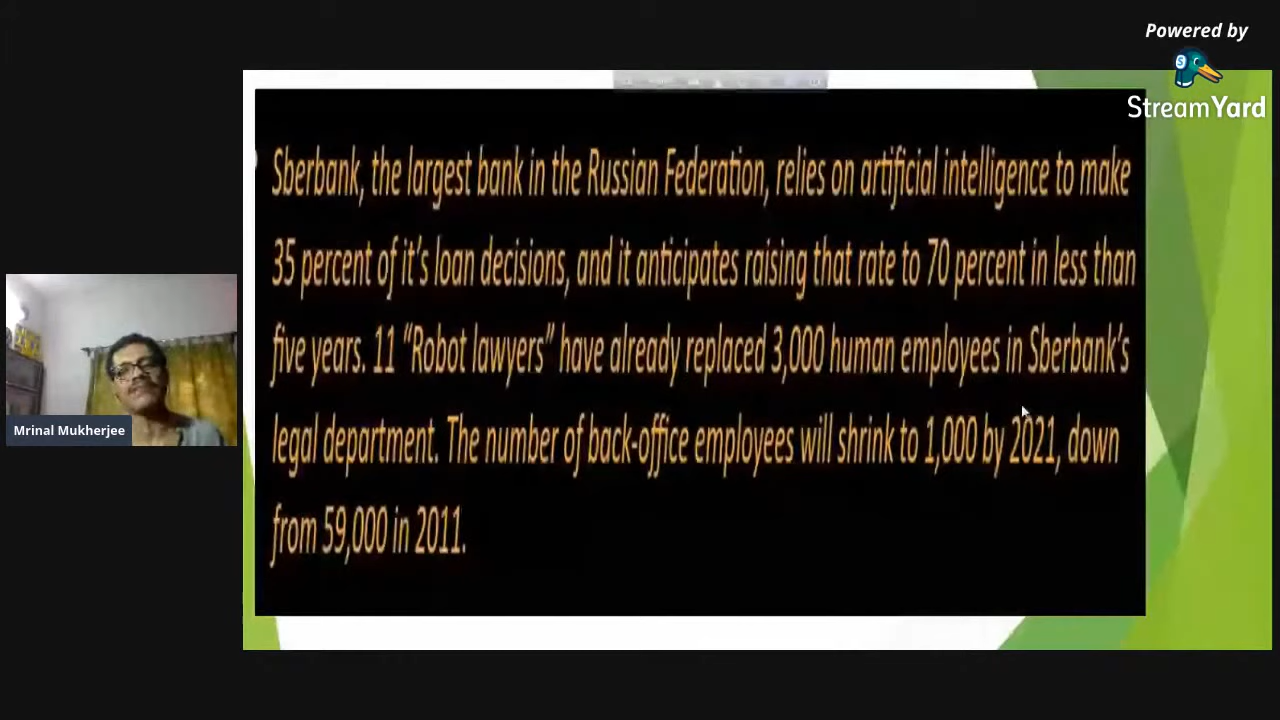 Powered by
StreamYard
Sberbank, the largest bank in the Russian Federation, relies on artificial intelligence to make
35 percent of it's loan decisions, and it anticipates raising that rate to 70 percent in less than
five years. 11 “Robot lawyers” have already replaced 3,000 human employees in Sberbank's
legal department. The number of back-office employees will shrink to 1,000 by 2021, down
from 59,000 in 2011.
Mrinal Mukherjee